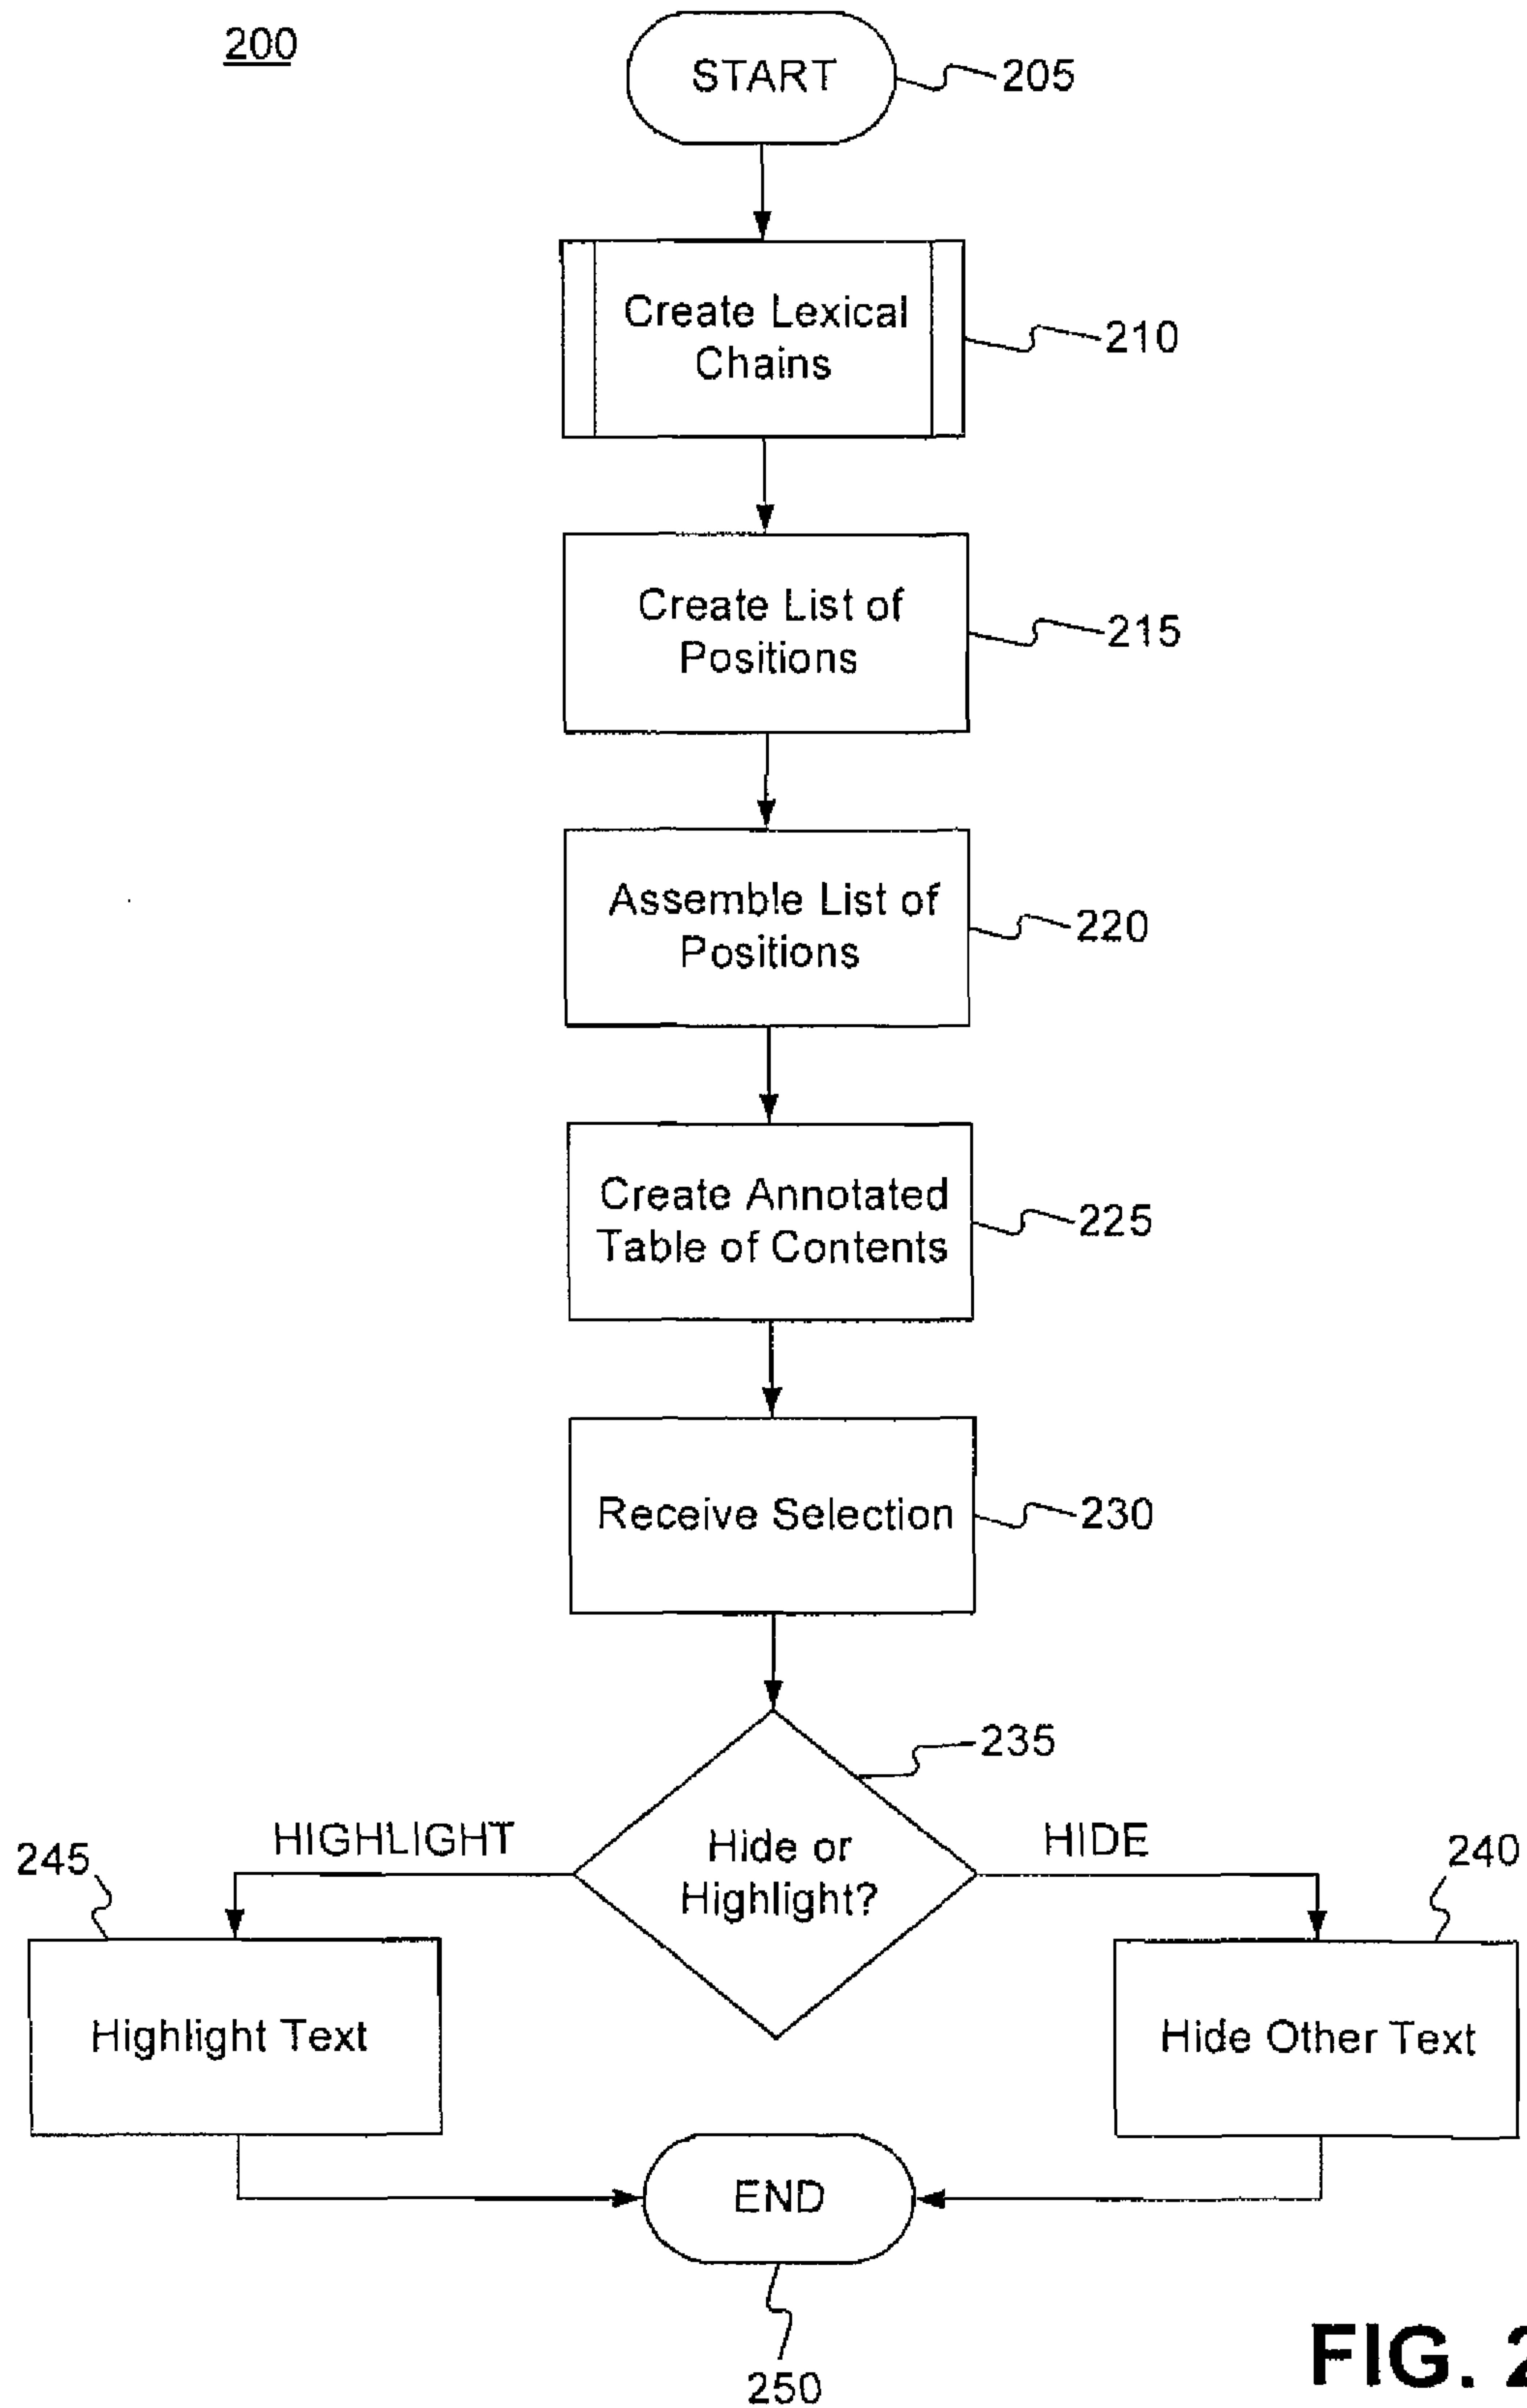 200
START
205
Create Lexical
Chains
210
Create List of
Positions
215
Assemble List of
Positions
220
Create Annotated
Table of Contents
225
Receive Selection
230
235
HIGHLIGHT
Hide or
Highlight?
HIDE
245
240
Highlight Text
Hide Other Text
END
250
FIG. 2